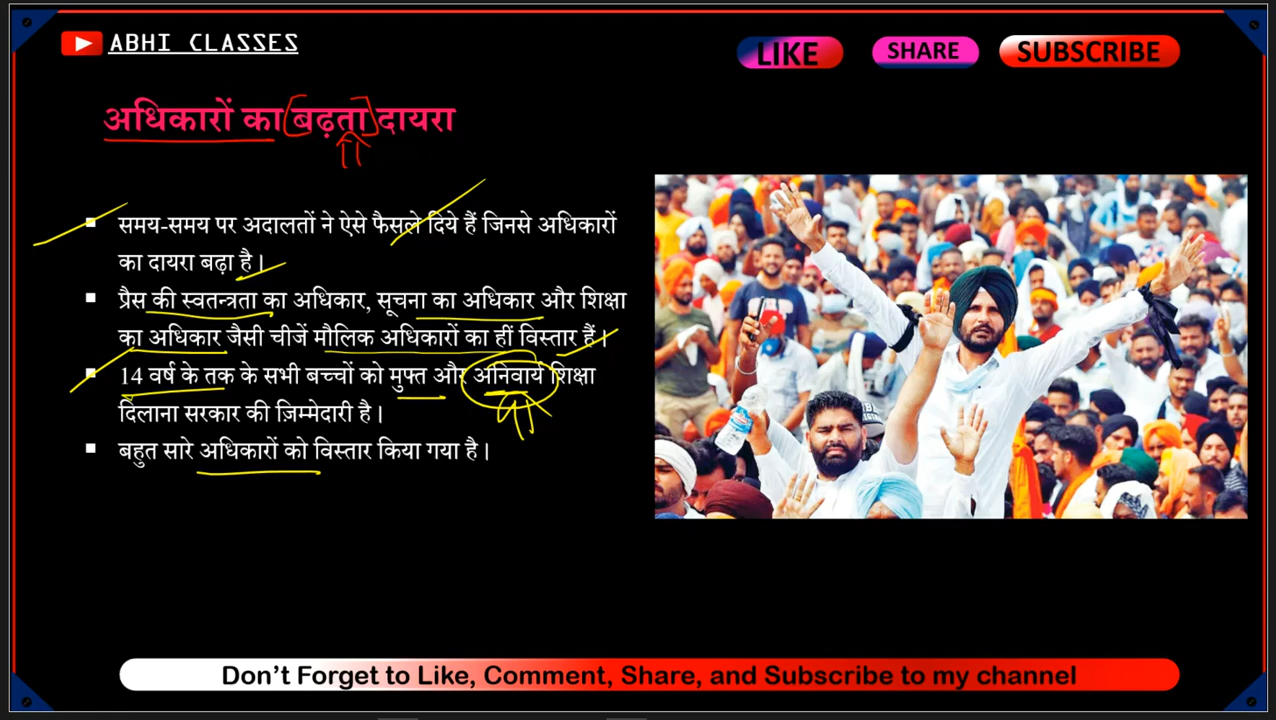 ABHI CLASSES
LIKE
SHARE
SUBSCRIBE
अधिकारों का बढ़ता दायरा
▪ समय-समय पर अदालतों ने ऐसे फैसले दिये हैं जिनसे अधिकारों
का दायरा बढ़ा है।
▪ प्रैस की स्वतन्त्रता का अधिकार, सूचना का अधिकार और शिक्षा
का अधिकार जैसी चीजें मौलिक अधिकारों का हीं विस्तार हैं।
▪ 14 वर्ष के तक के सभी बच्चों को मुफ्त और अनिवार्य शिक्षा
दिलाना सरकार की ज़िम्मेदारी है।
▪ बहुत सारे अधिकारों को विस्तार किया गया है।
Don't Forget to Like, Comment, Share, and Subscribe to my channel